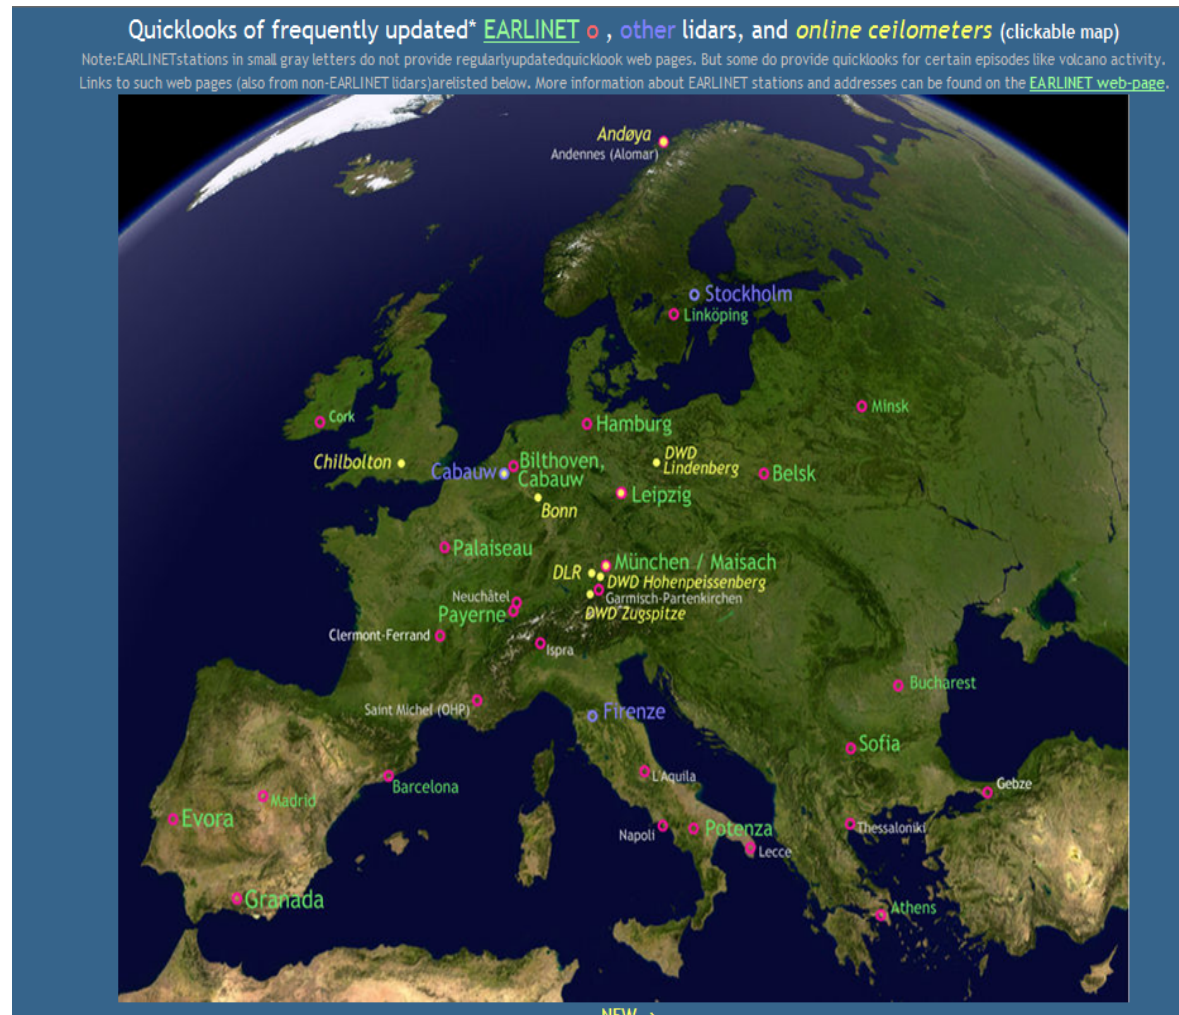 Quicklooks of frequently updated* EARLINET o , other lidars, and online ceilometers (clickable map)
Note:EARLINETstations in small gray letters do not provide regularlyupdatedquicklook web pages. But some do provide quicklooks for certain episodes like volcano activity.
Links to such web pages (also from non-EARLINET lidars)arelisted below. More information about EARLINET stations and addresses can be found on the EARLINET web-page.
Andøya
Andennes (Alomar)
Stockholm
Linköping
Cork
Minsk
Hamburg
Chilbolton
Cabauw
Bilthoven,
Cabauw
DWD
Lindenberg
Belsk
Leipzig
Bonn
Palaiseau
München / Maisach
DLR
DWD Hohenpeissenberg
Garmisch-Partenkirchen
DWD Zugspitze
Neuchâtel
Payerne
Clermont-Ferrand
Ispra
Saint Michel (OHP)
Firenze
Bucharest
Sofia
L'Aquila
Barcelona
Madrid
Evora
Gebze
Napoli
Potenza
Thessaloniki
Lecce
Granada
Athens
NEW